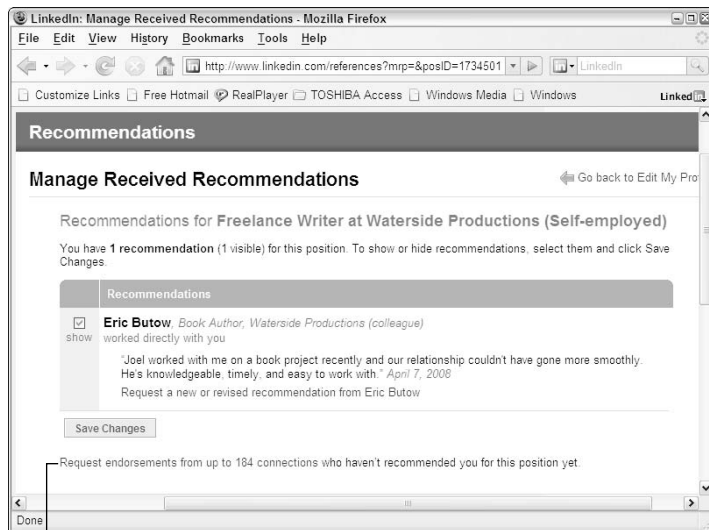 LinkedIn: Manage Received Recommendations - Mozilla Firefox
File Edit View History Bookmarks Tools Help
http://www.linkedin.com/references?mrp=&posID=1734501 LinkedIn
Customize Links Free Hotmail RealPlayer TOSHIBA Access Windows Media Windows Linked in
Recommendations
Manage Received Recommendations Go back to Edit My Pro
Recommendations for Freelance Writer at Waterside Productions (Self-employed)
You have 1 recommendation (1 visible) for this position. To show or hide recommendations, select them and click Save
Changes.
Recommendations
Eric Butow, Book Author, Waterside Productions (colleague)
show worked directly with you
"Joel worked with me on a book project recently and our relationship couldn't have gone more smoothly.
He's knowledgeable, timely, and easy to work with." April 7, 2008
Request a new or revised recommendation from Eric Butow
Save Changes
Request endorsements from up to 184 connections who haven't recommended you for this position yet.
Done